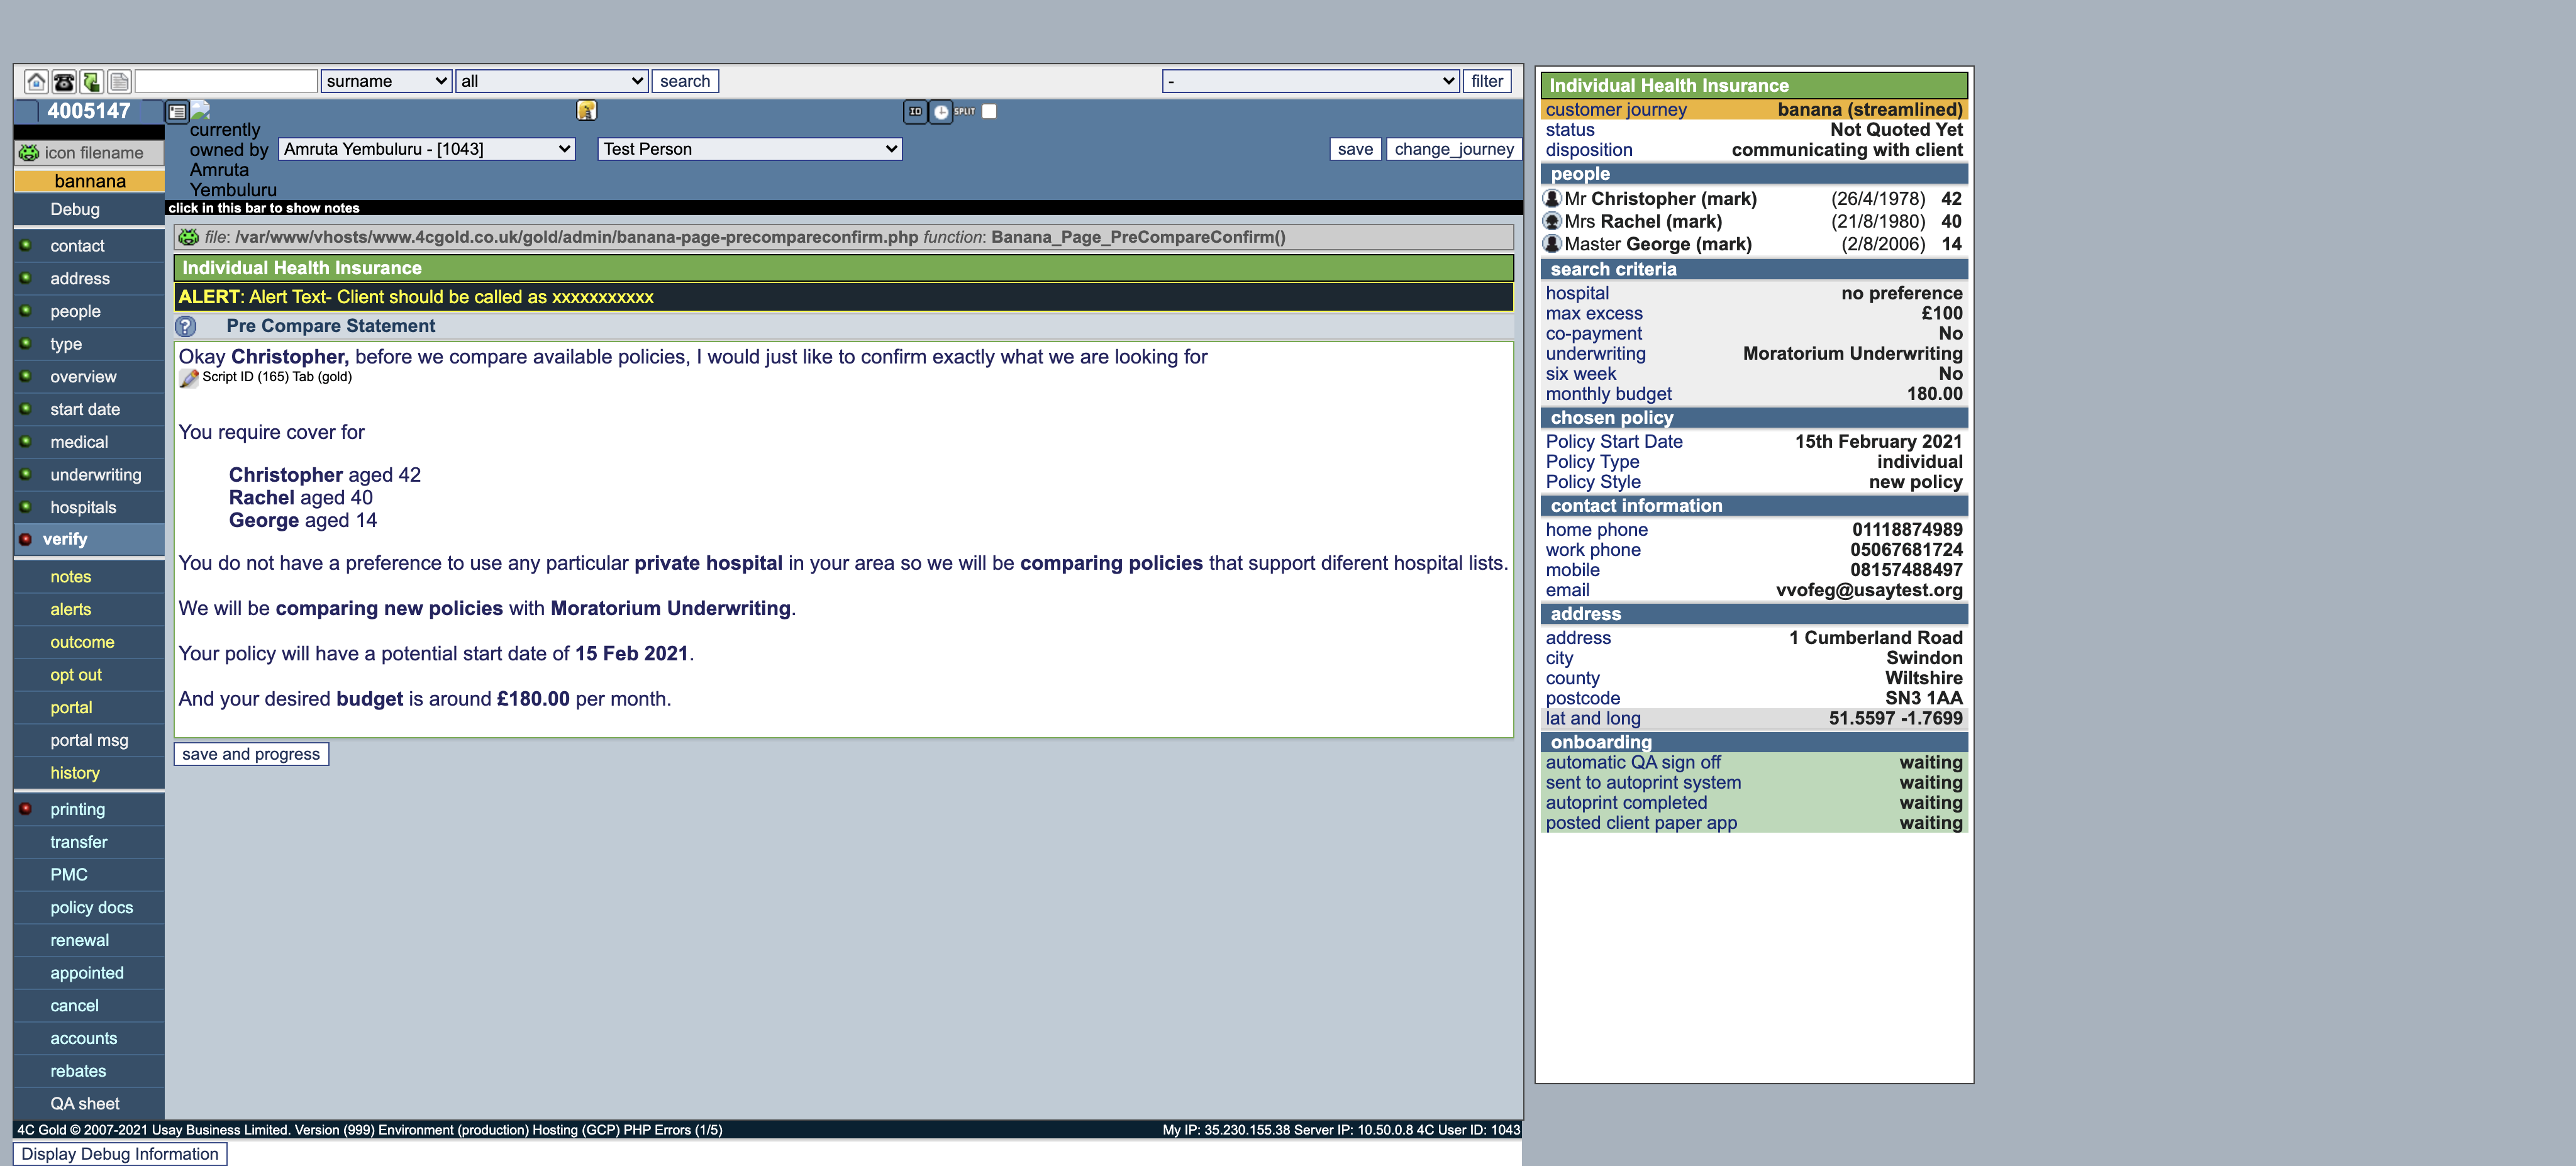 surname all search - filter
4005147 ID SPLIT
currently owned by Amruta Yembuluru
Amruta Yembuluru - [1043] Test Person save change_journey
icon filename
bannana
Debug
click in this bar to show notes
contact
address
people
type
overview
start date
medical
underwriting
hospitals
verify
notes
alerts
outcome
opt out
portal
portal msg
history
printing
transfer
PMC
policy docs
renewal
appointed
cancel
accounts
rebates
QA sheet
file: /var/www/vhosts/www.4cgold.co.uk/gold/admin/banana-page-precompareconfirm.php function: Banana_Page_PreCompareConfirm()
Individual Health Insurance
ALERT: Alert Text- Client should be called as xxxxxxxxxxx
? Pre Compare Statement
Okay Christopher, before we compare available policies, I would just like to confirm exactly what we are looking for
Script ID (165) Tab (gold)
You require cover for
Christopher aged 42
Rachel aged 40
George aged 14
You do not have a preference to use any particular private hospital in your area so we will be comparing policies that support diferent hospital lists.
We will be comparing new policies with Moratorium Underwriting.
Your policy will have a potential start date of 15 Feb 2021.
And your desired budget is around £180.00 per month.
save and progress
Individual Health Insurance
customer journey banana (streamlined)
status Not Quoted Yet
disposition communicating with client
people
Mr Christopher (mark) (26/4/1978) 42
Mrs Rachel (mark) (21/8/1980) 40
Master George (mark) (2/8/2006) 14
search criteria
hospital no preference
max excess £100
co-payment No
underwriting Moratorium Underwriting
six week No
monthly budget 180.00
chosen policy
Policy Start Date 15th February 2021
Policy Type individual
Policy Style new policy
contact information
home phone 01118874989
work phone 05067681724
mobile 08157488497
email vvofeg@usaytest.org
address
address 1 Cumberland Road
city Swindon
county Wiltshire
postcode SN3 1AA
lat and long 51.5597 -1.7699
onboarding
automatic QA sign off waiting
sent to autoprint system waiting
autoprint completed waiting
posted client paper app waiting
4C Gold © 2007-2021 Usay Business Limited. Version (999) Environment (production) Hosting (GCP) PHP Errors (1/5) My IP: 35.230.155.38 Server IP: 10.50.0.8 4C User ID: 1043
Display Debug Information